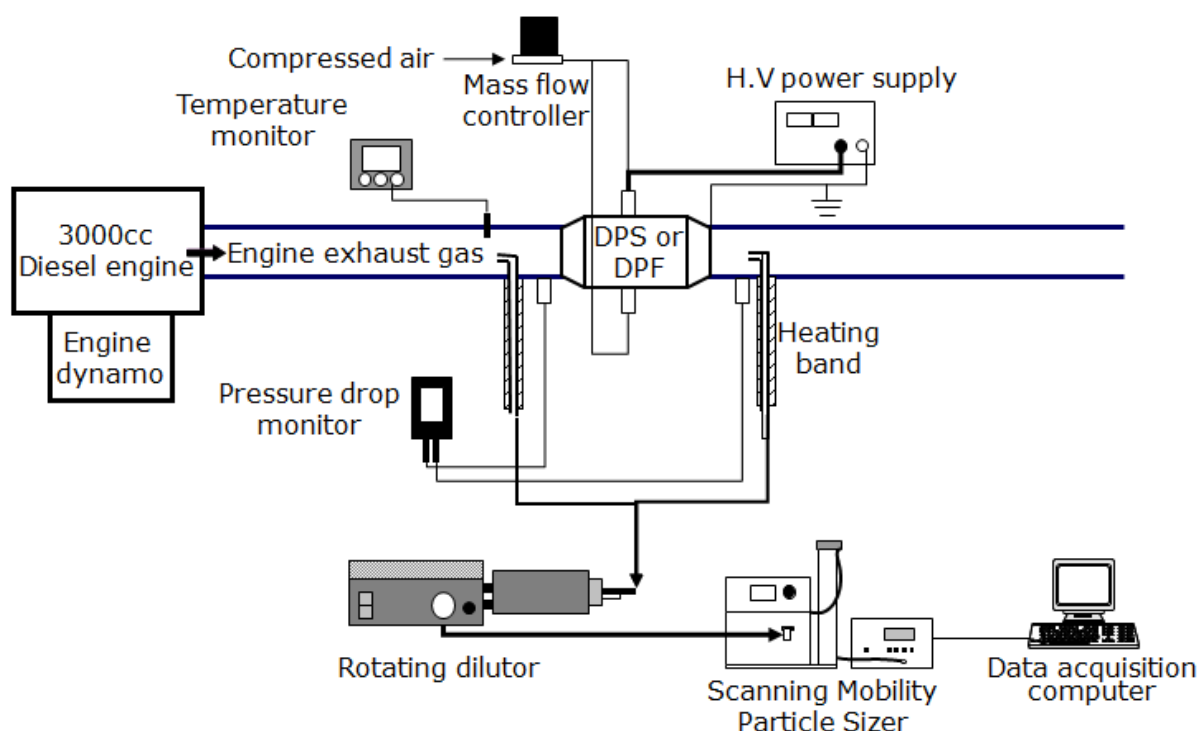 Compressed air
Mass flow
controller
H.V power supply
Temperature
monitor
3000cc
Diesel engine
Engine exhaust gas
DPS or
DPF
Engine
dynamo
Heating
band
Pressure drop
monitor
Rotating dilutor
Scanning Mobility
Particle Sizer
Data acquisition
computer